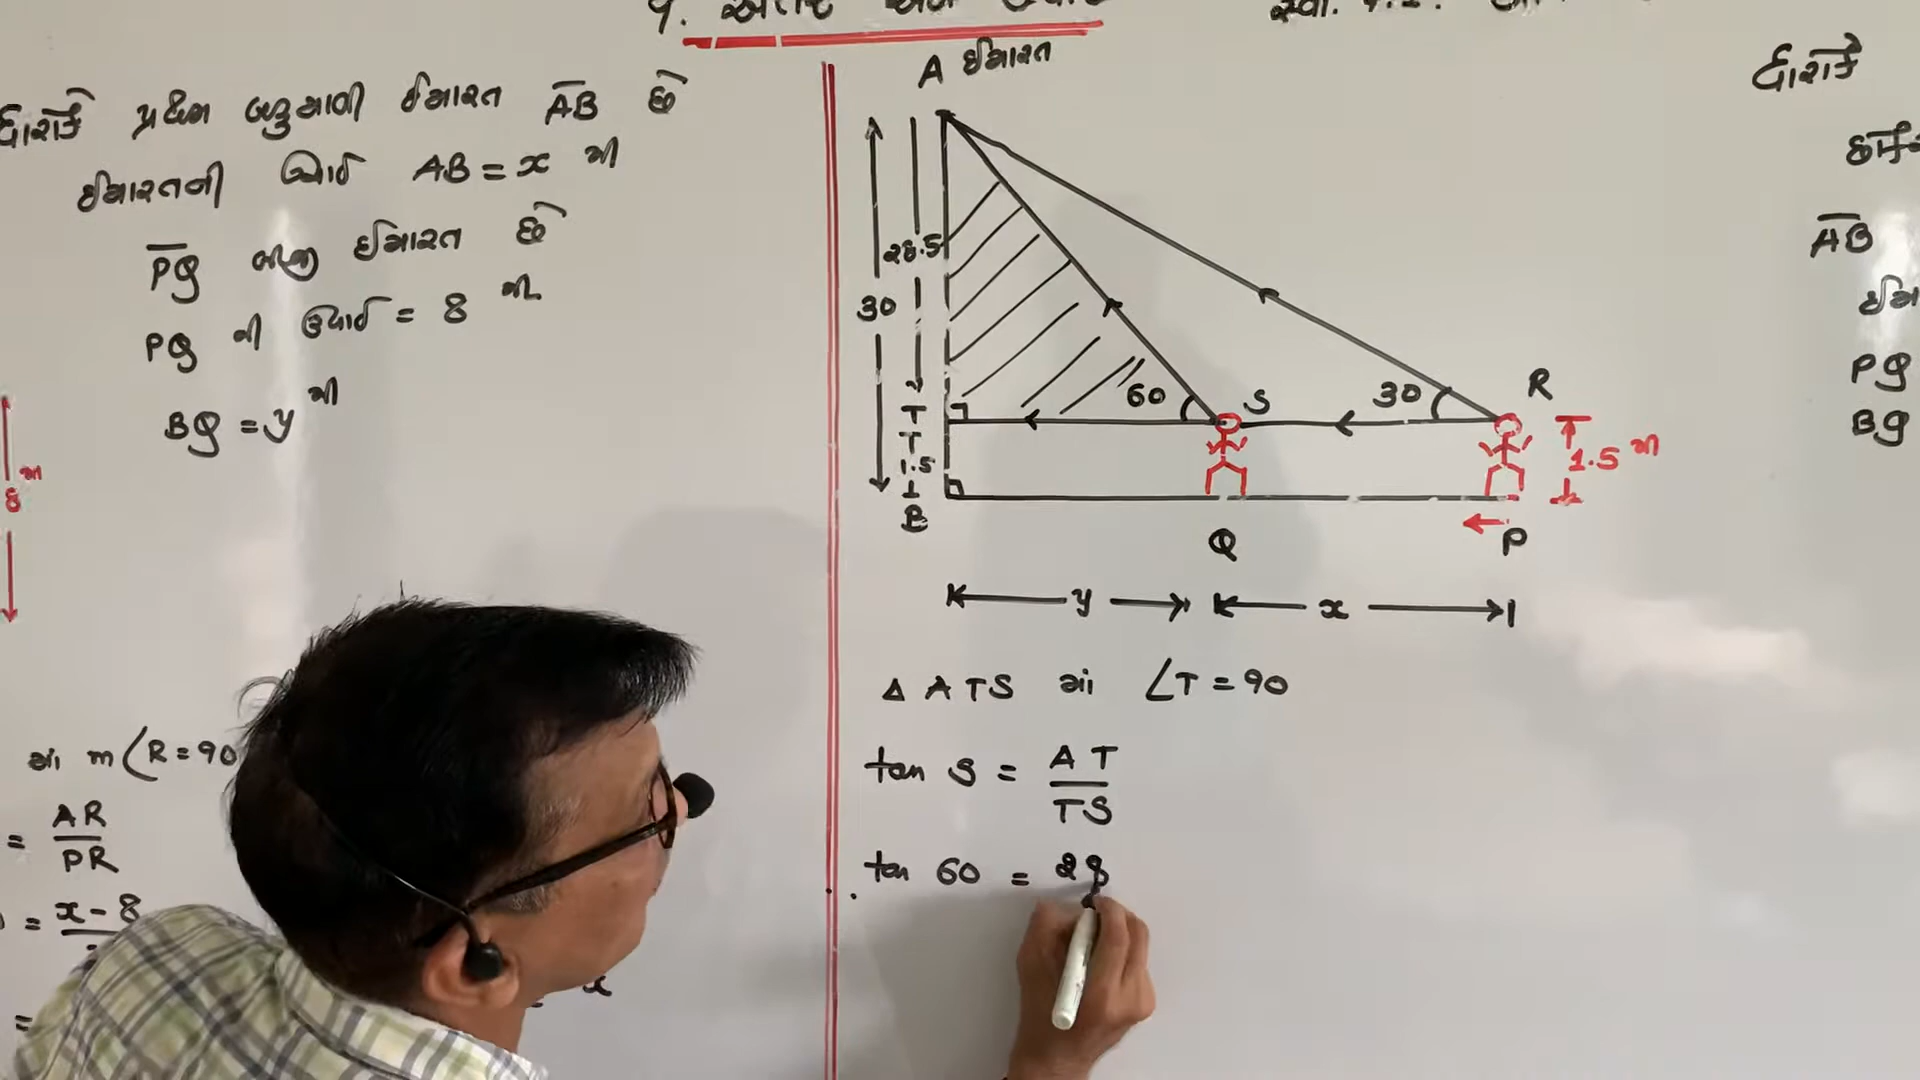 ધારોકે પ્રથમ બહુમાળી ઈમારત AB છે
ઈમારતની ઊંચાઈ AB = x મી
PQ બીજી ઈમારત છે
PQ ની ઊંચાઈ = 8 મી
BQ = y મી
8 મી
માં m∠R = 90
= AR / PR
= x - 8
=
A ઈમારત
28.5
30
60 S
30 R
T
T
1.5
1.5 મી
B Q P
y x
Δ ATS માં ∠T = 90
tan S = AT / TS
tan 60 = 28
ધારોકે
AB
PQ
BQ